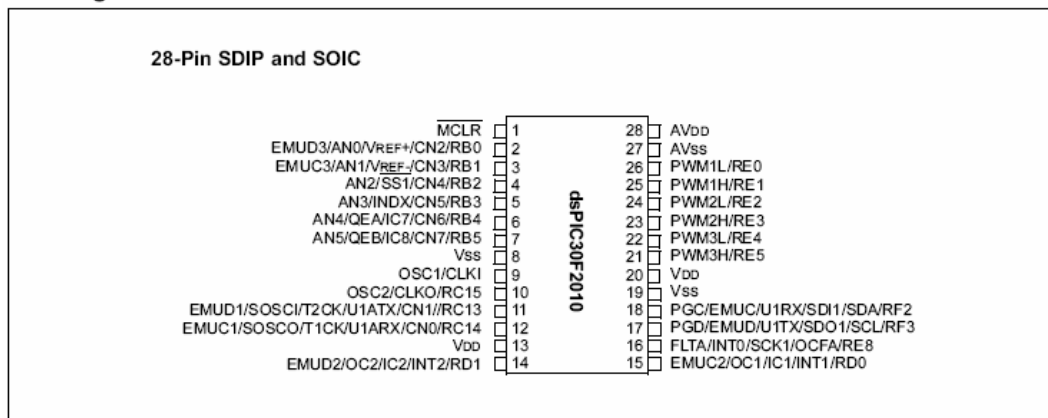 28-Pin SDIP and SOIC
MCLR 1 28 AVDD
EMUD3/AN0/VREF+/CN2/RB0 2 27 AVSS
EMUC3/AN1/VREF-/CN3/RB1 3 26 PWM1L/RE0
AN2/SS1/CN4/RB2 4 25 PWM1H/RE1
AN3/INDX/CN5/RB3 5 24 PWM2L/RE2
AN4/QEA/IC7/CN6/RB4 6 23 PWM2H/RE3
AN5/QEB/IC8/CN7/RB5 7 22 PWM3L/RE4
VSS 8 21 PWM3H/RE5
OSC1/CLKI 9 20 VDD
OSC2/CLKO/RC15 10 19 VSS
EMUD1/SOSCI/T2CK/U1ATX/CN1//RC13 11 18 PGC/EMUC/U1RX/SDI1/SDA/RF2
EMUC1/SOSCO/T1CK/U1ARX/CN0/RC14 12 17 PGD/EMUD/U1TX/SDO1/SCL/RF3
VDD 13 16 FLTA/INT0/SCK1/OCFA/RE8
EMUD2/OC2/IC2/INT2/RD1 14 15 EMUC2/OC1/IC1/INT1/RD0
dsPIC30F2010